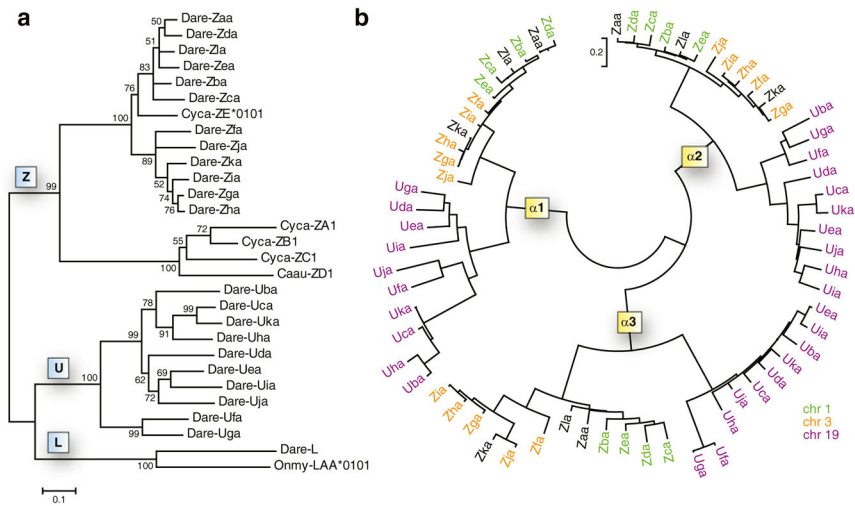 a
50
Dare-Zaa
Dare-Zda
51
Dare-Zla
Dare-Zea
83
Dare-Zba
76
Dare-Zca
Cyca-ZE*0101
100
Dare-Zfa
Dare-Zja
89
Dare-Zka
52
Dare-Zia
74
Dare-Zga
76
Dare-Zha
Z
99
72
Cyca-ZA1
55
Cyca-ZB1
Cyca-ZC1
100
Caau-ZD1
Dare-Uba
78
99
Dare-Uca
Dare-Uka
99
91
Dare-Uha
Dare-Uda
62
69
Dare-Uea
Dare-Uia
72
Dare-Uja
U
100
Dare-Ufa
99
Dare-Uga
L
Dare-L
100
Onmy-LAA*0101
0.1
b
0.2
α1
Zda
Zaa
Zba
Zla
Zca
Zea
Zfa
Zia
Zka
Zha
Zga
Zja
Uga
Uda
Uea
Uia
Uja
Ufa
Uka
Uca
Uha
Uba
α2
Zaa
Zda
Zca
Zba
Zla
Zea
Zja
Zia
Zha
Zfa
Zka
Zga
Uba
Uga
Ufa
Uda
Uca
Uka
Uea
Uja
Uha
Uia
α3
Zia
Zha
Zga
Zka
Zja
Zfa
Zla
Zaa
Zba
Zea
Zda
Zca
Uga
Ufa
Uha
Uja
Uca
Uda
Uka
Uba
Uia
Uea
chr 1
chr 3
chr 19